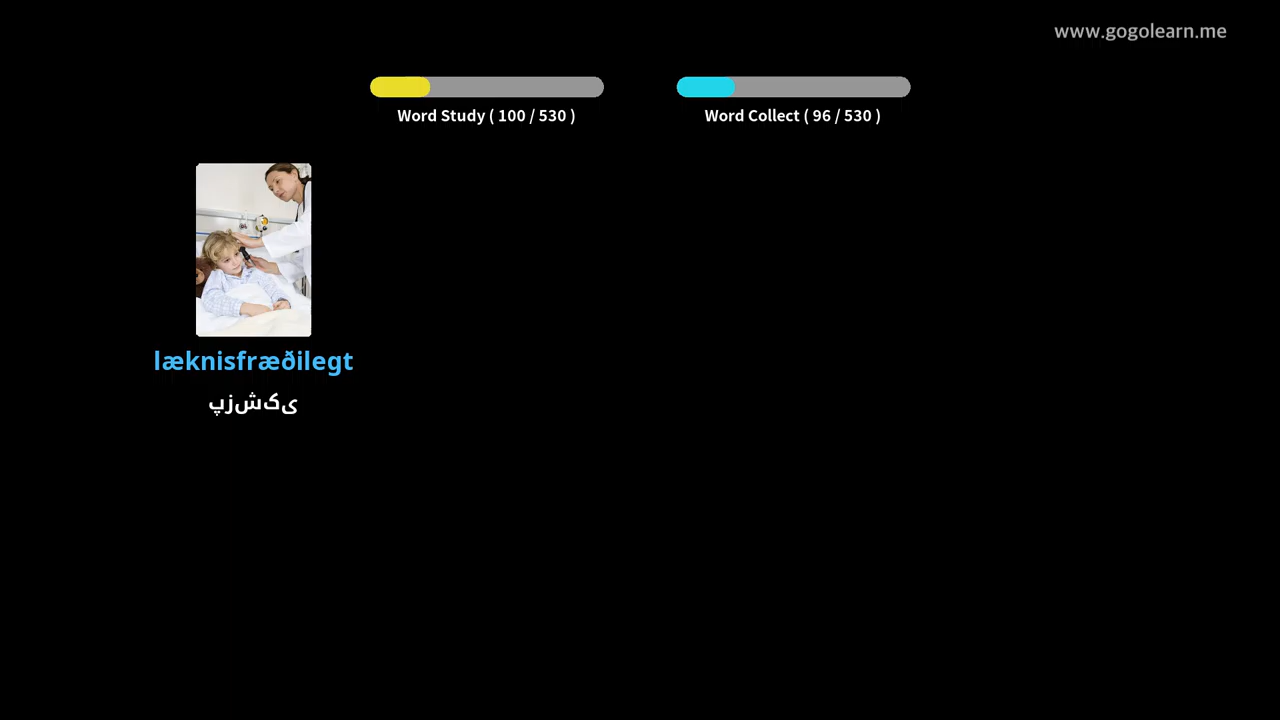 www.gogolearn.me
Word Study ( 100 / 530 )
Word Collect ( 96 / 530 )
læknisfræðilegt
پزشکی